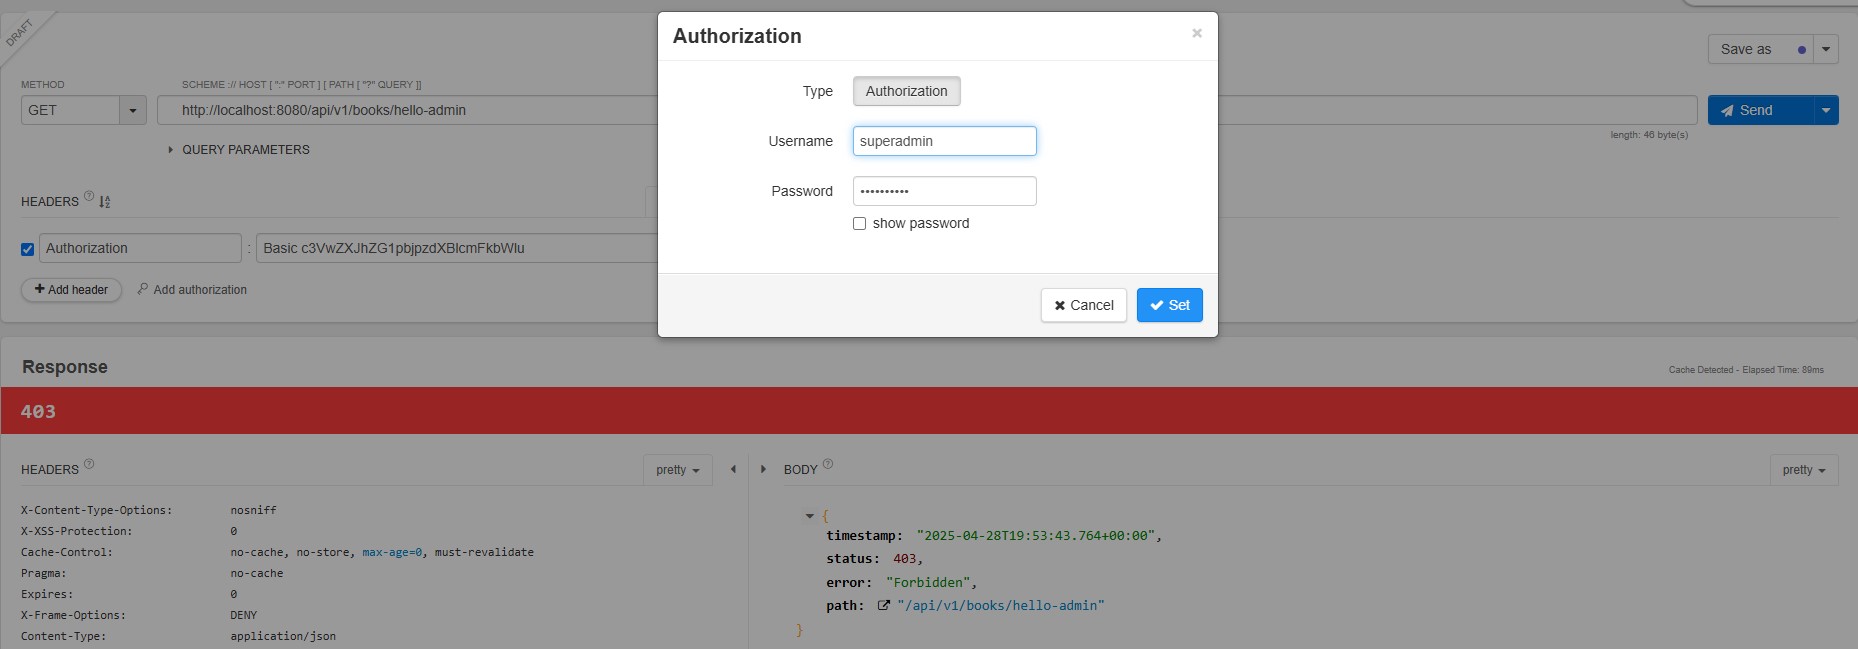 DRAFT
Authorization ×
Save as
METHOD SCHEME :// HOST [ ":" PORT ] [ PATH [ "?" QUERY ]]
Type Authorization
GET http://localhost:8080/api/v1/books/hello-admin Send
length: 46 byte(s)
Username superadmin
QUERY PARAMETERS
Password ••••••••••
HEADERS ? A Z
show password
Authorization : Basic c3VwZXJhZG1pbjpzdXBlcmFkbWlu
+ Add header Add authorization
Cancel Set
Response Cache Detected - Elapsed Time: 89ms
403
HEADERS ? pretty BODY ? pretty
X-Content-Type-Options: nosniff
X-XSS-Protection: 0
Cache-Control: no-cache, no-store, max-age=0, must-revalidate
Pragma: no-cache
Expires: 0
X-Frame-Options: DENY
Content-Type: application/json
{
timestamp: "2025-04-28T19:53:43.764+00:00",
status: 403,
error: "Forbidden",
path: "/api/v1/books/hello-admin"
}